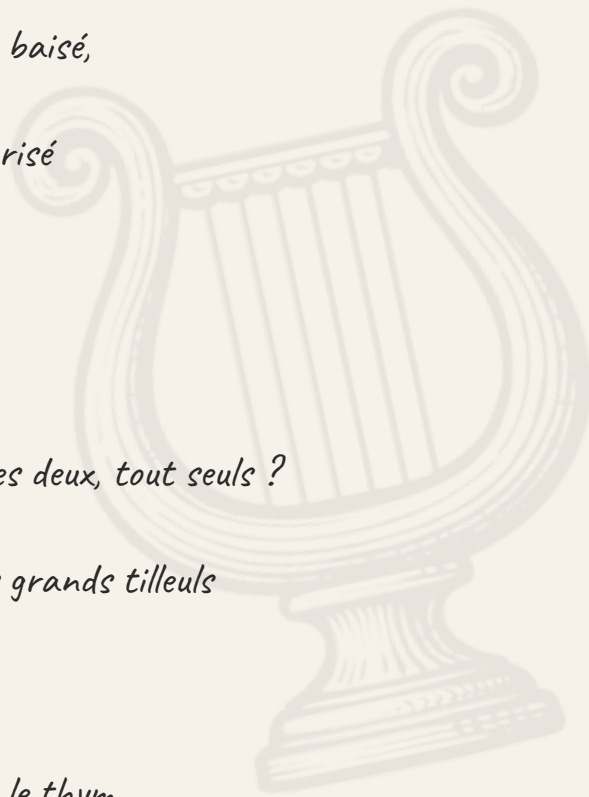 baisé,
risé
es deux, tout seuls ?
grands tilleuls
le thym